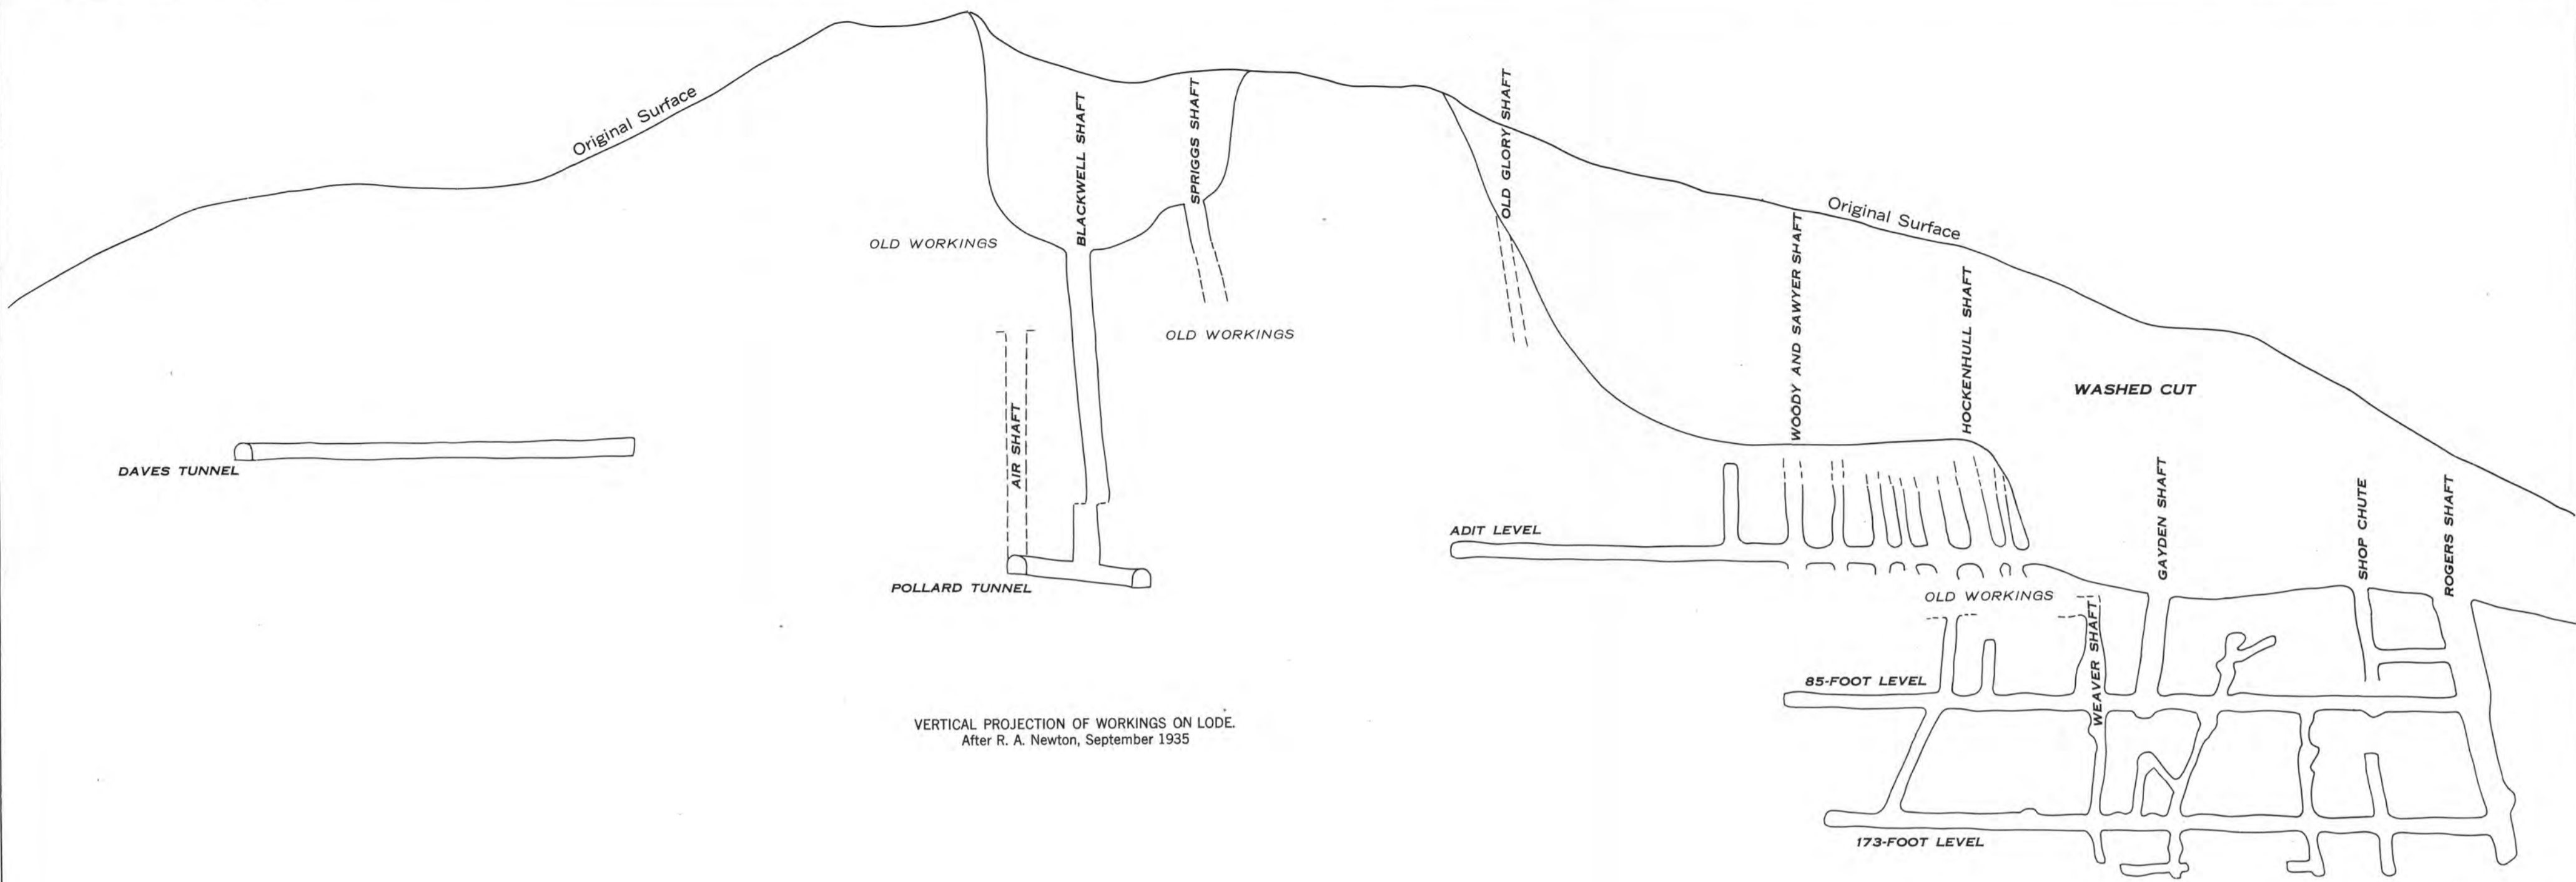 Original Surface
BLACKWELL SHAFT
SPRIGGS SHAFT
OLD GLORY SHAFT
Original Surface
WOODY AND SAWYER SHAFT
HOCKENHULL SHAFT
OLD WORKINGS
OLD WORKINGS
WASHED CUT
AIR SHAFT
DAVES TUNNEL
ADIT LEVEL
GAYDEN SHAFT
SHOP CHUTE
ROGERS SHAFT
POLLARD TUNNEL
OLD WORKINGS
WEAVER SHAFT
85-FOOT LEVEL
VERTICAL PROJECTION OF WORKINGS ON LODE.
After R. A. Newton, September 1935
173-FOOT LEVEL